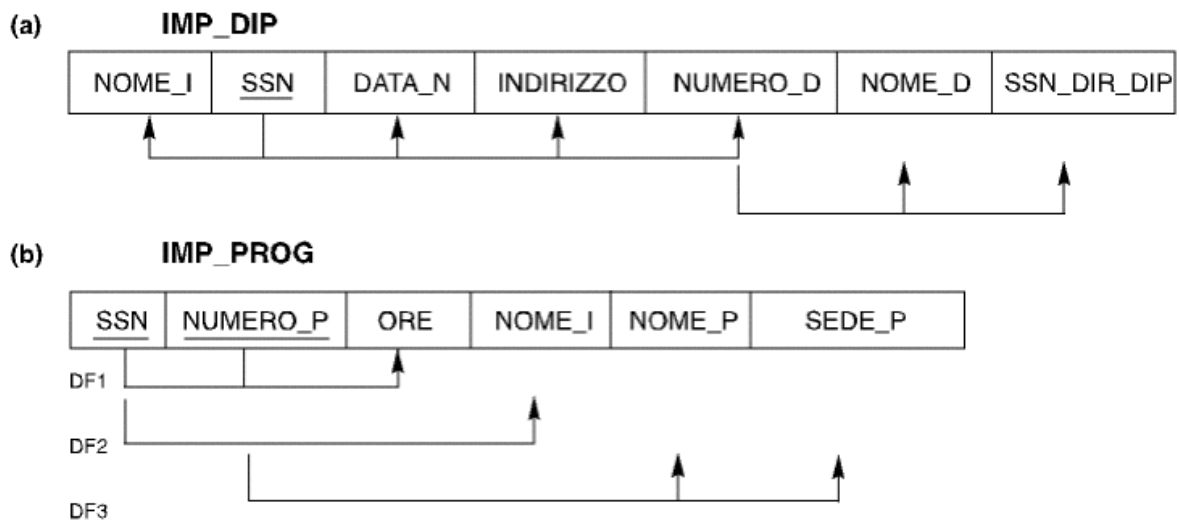 (a) IMP_DIP
NOME_I SSN DATA_N INDIRIZZO NUMERO_D NOME_D SSN_DIR_DIP
(b) IMP_PROG
SSN NUMERO_P ORE NOME_I NOME_P SEDE_P
DF1
DF2
DF3